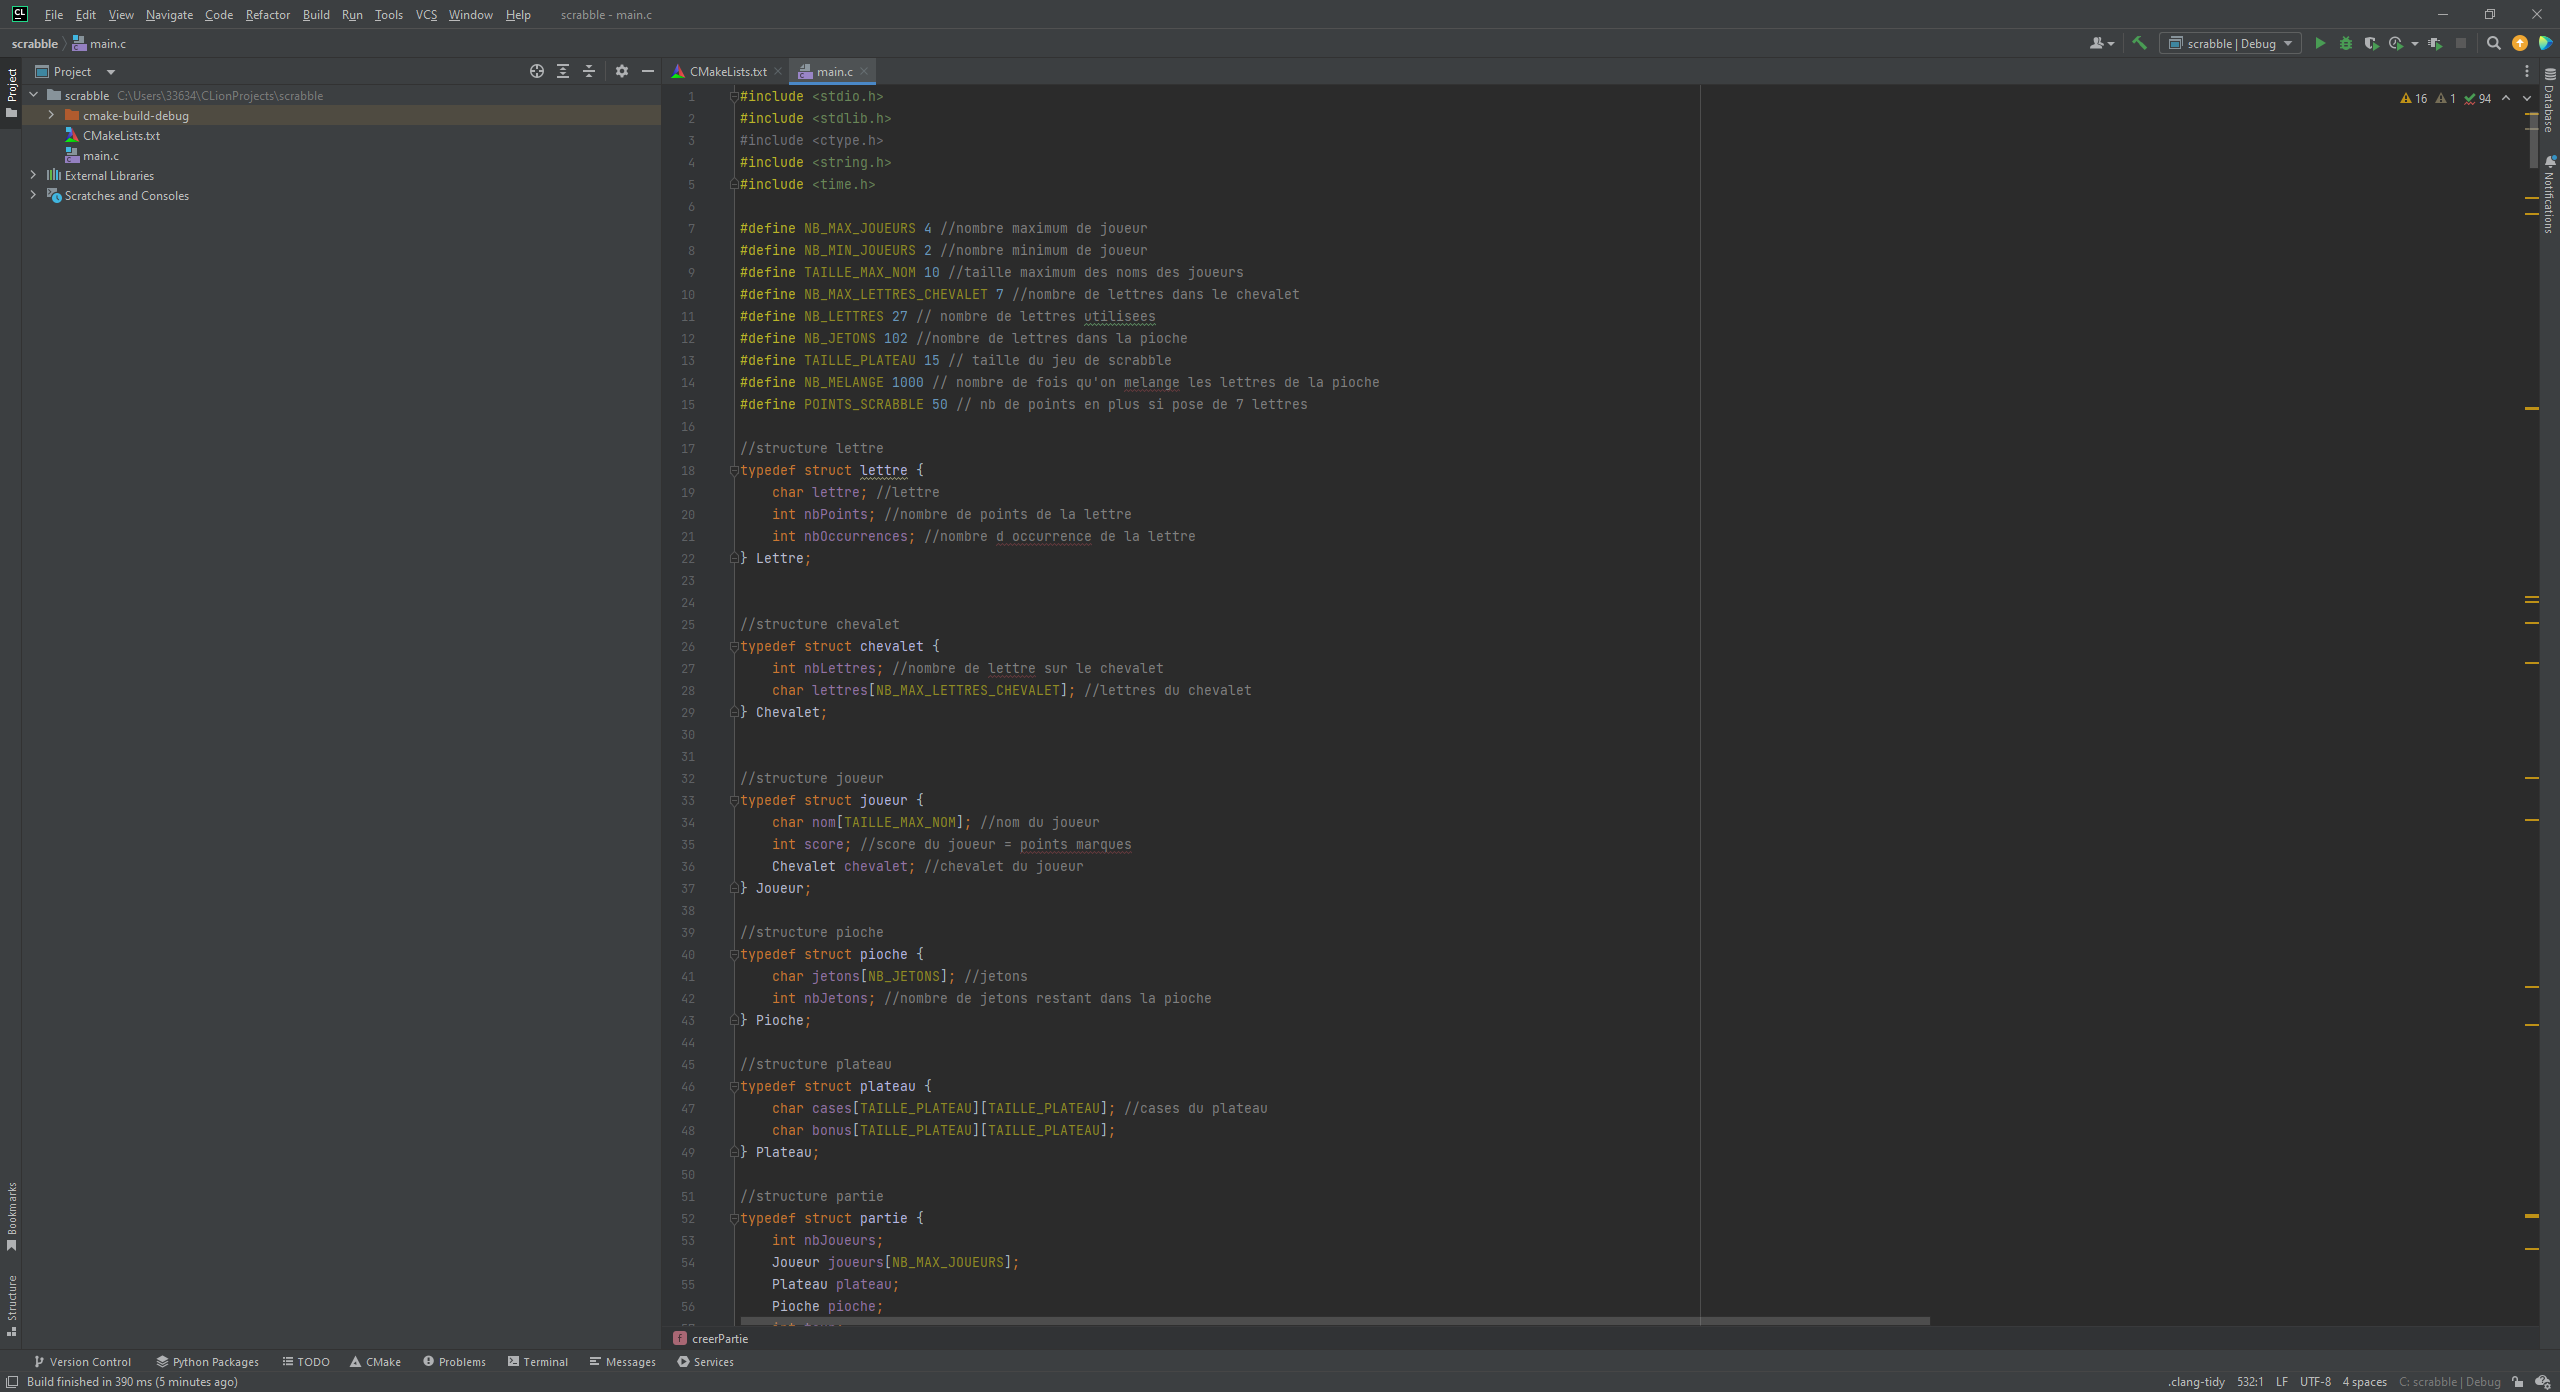 File Edit View Navigate Code Refactor Build Run Tools VCS Window Help scrabble - main.c
scrabble main.c scrabble | Debug
Project CMakeLists.txt main.c
scrabble C:\Users\33634\CLionProjects\scrabble
cmake-build-debug
CMakeLists.txt
main.c
External Libraries
Scratches and Consoles
Project
Bookmarks
Structure
16 1 94
Database
Notifications
1 #include <stdio.h>
2 #include <stdlib.h>
3 #include <ctype.h>
4 #include <string.h>
5 #include <time.h>
6
7 #define NB_MAX_JOUEURS 4 //nombre maximum de joueur
8 #define NB_MIN_JOUEURS 2 //nombre minimum de joueur
9 #define TAILLE_MAX_NOM 10 //taille maximum des noms des joueurs
10 #define NB_MAX_LETTRES_CHEVALET 7 //nombre de lettres dans le chevalet
11 #define NB_LETTRES 27 // nombre de lettres utilisees
12 #define NB_JETONS 102 //nombre de lettres dans la pioche
13 #define TAILLE_PLATEAU 15 // taille du jeu de scrabble
14 #define NB_MELANGE 1000 // nombre de fois qu'on melange les lettres de la pioche
15 #define POINTS_SCRABBLE 50 // nb de points en plus si pose de 7 lettres
16
17 //structure lettre
18 typedef struct lettre {
19 char lettre; //lettre
20 int nbPoints; //nombre de points de la lettre
21 int nbOccurrences; //nombre d occurrence de la lettre
22 } Lettre;
23
24
25 //structure chevalet
26 typedef struct chevalet {
27 int nbLettres; //nombre de lettre sur le chevalet
28 char lettres[NB_MAX_LETTRES_CHEVALET]; //lettres du chevalet
29 } Chevalet;
30
31
32 //structure joueur
33 typedef struct joueur {
34 char nom[TAILLE_MAX_NOM]; //nom du joueur
35 int score; //score du joueur = points marques
36 Chevalet chevalet; //chevalet du joueur
37 } Joueur;
38
39 //structure pioche
40 typedef struct pioche {
41 char jetons[NB_JETONS]; //jetons
42 int nbJetons; //nombre de jetons restant dans la pioche
43 } Pioche;
44
45 //structure plateau
46 typedef struct plateau {
47 char cases[TAILLE_PLATEAU][TAILLE_PLATEAU]; //cases du plateau
48 char bonus[TAILLE_PLATEAU][TAILLE_PLATEAU];
49 } Plateau;
50
51 //structure partie
52 typedef struct partie {
53 int nbJoueurs;
54 Joueur joueurs[NB_MAX_JOUEURS];
55 Plateau plateau;
56 Pioche pioche;
f creerPartie
Version Control Python Packages TODO CMake Problems Terminal Messages Services
Build finished in 390 ms (5 minutes ago) .clang-tidy 532:1 LF UTF-8 4 spaces C: scrabble | Debug